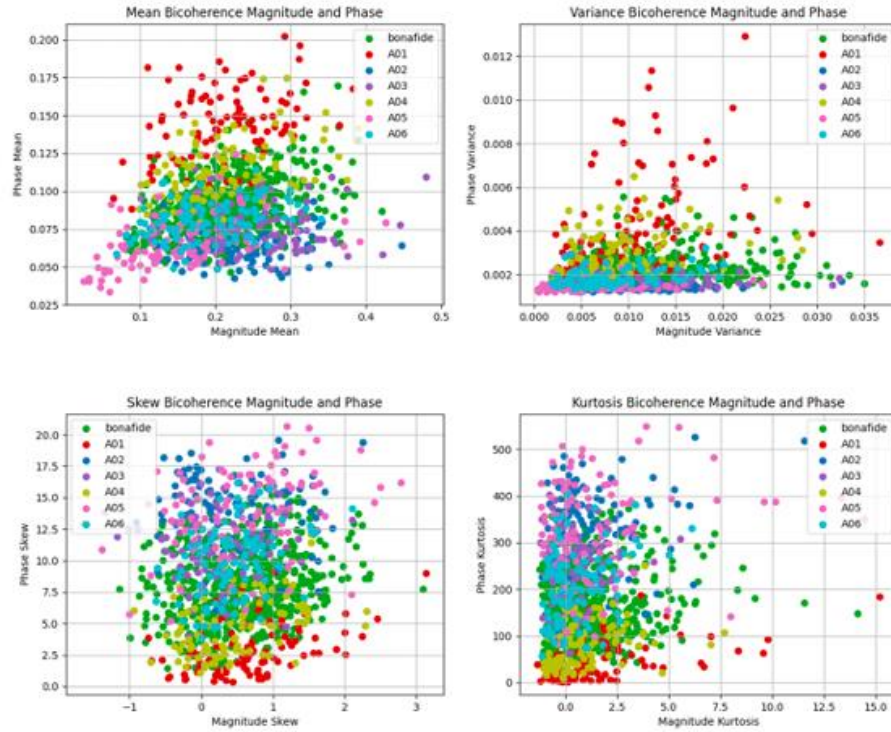 Mean Bicoherence Magnitude and Phase
0.200
0.175
0.150
0.125
0.100
0.075
0.050
0.025
Phase Mean
bonafide
A01
A02
A03
A04
A05
A06
0.1
0.2
0.3
0.4
0.5
Magnitude Mean
Variance Bicoherence Magnitude and Phase
0.012
0.010
0.008
0.006
0.004
0.002
Phase Variance
bonafide
A01
A02
A03
A04
A05
A06
0.000
0.005
0.010
0.015
0.020
0.025
0.030
0.035
Magnitude Variance
Skew Bicoherence Magnitude and Phase
20.0
17.5
15.0
12.5
10.0
7.5
5.0
2.5
0.0
Phase Skew
bonafide
A01
A02
A03
A04
A05
A06
−1
0
1
2
3
Magnitude Skew
Kurtosis Bicoherence Magnitude and Phase
500
400
300
200
100
0
Phase Kurtosis
bonafide
A01
A02
A03
A04
A05
A06
0.0
2.5
5.0
7.5
10.0
12.5
15.0
Magnitude Kurtosis